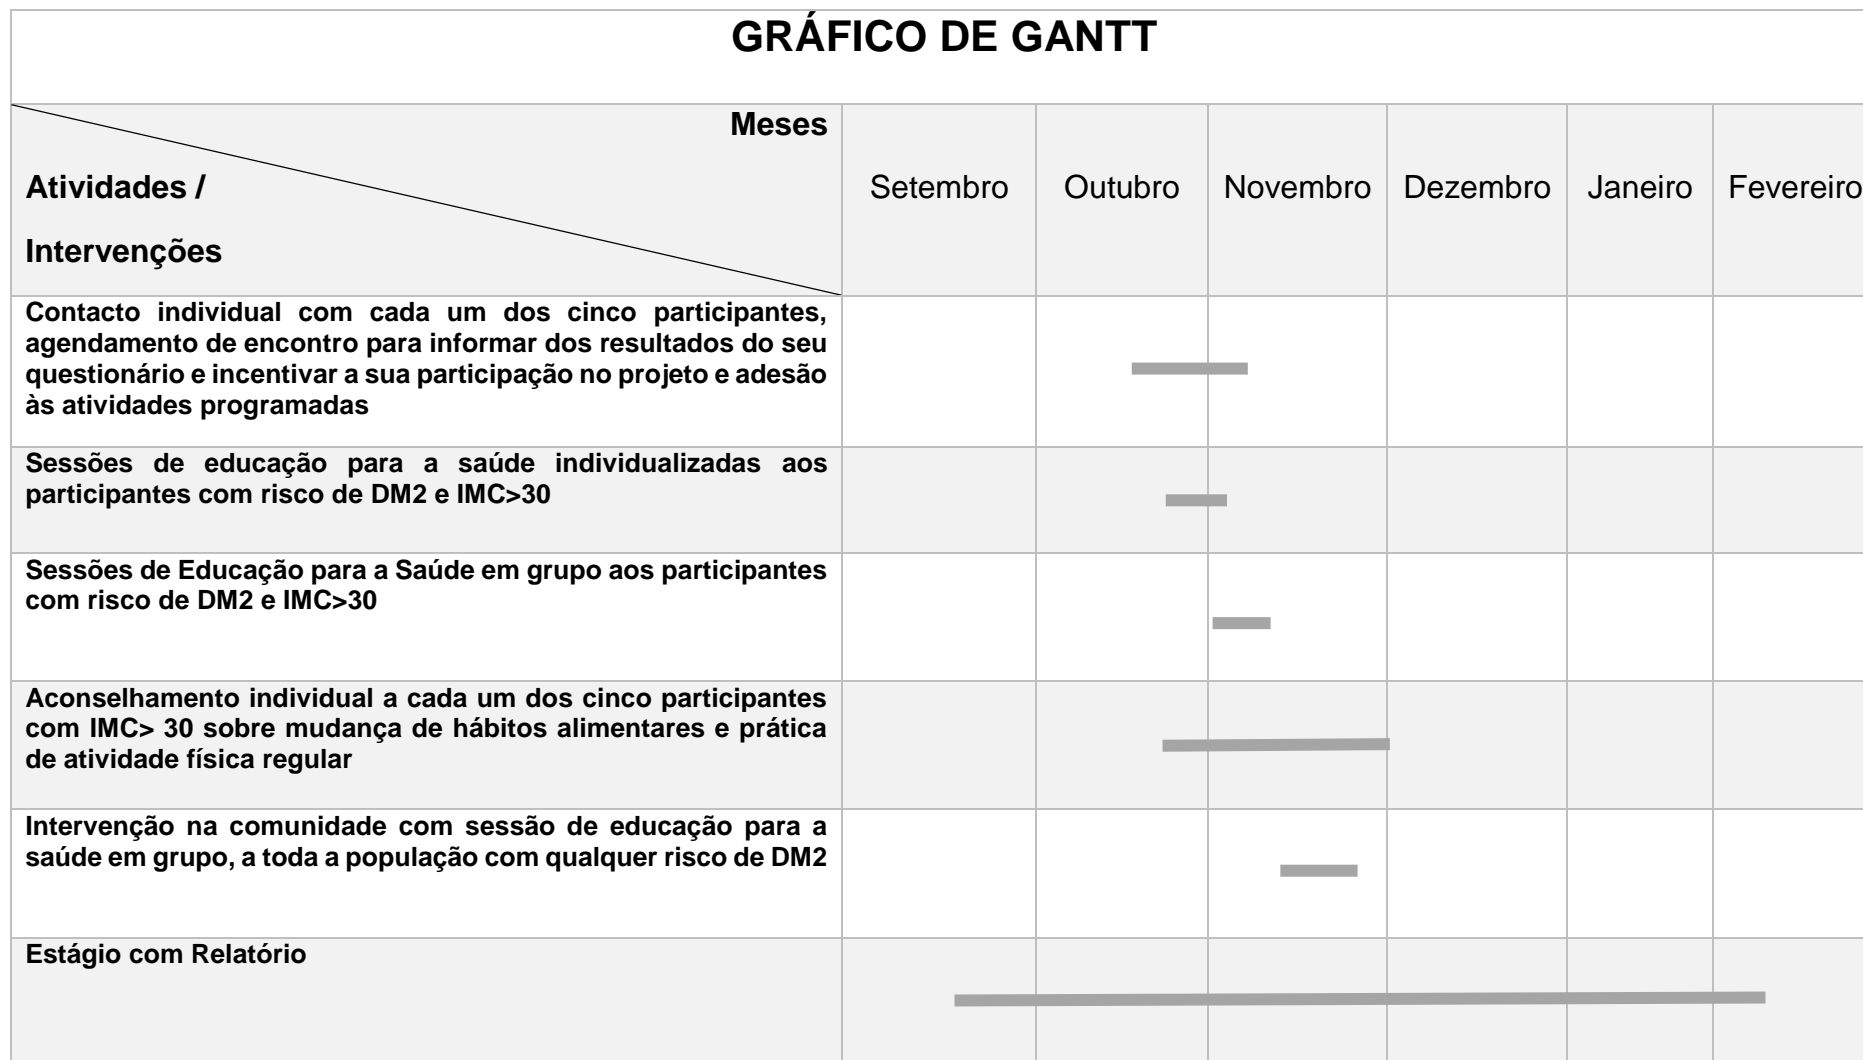 GRÁFICO DE GANTT
Meses
Atividades /
Intervenções
Setembro
Outubro
Novembro
Dezembro
Janeiro
Fevereiro
Contacto individual com cada um dos cinco participantes,
agendamento de encontro para informar dos resultados do seu
questionário e incentivar a sua participação no projeto e adesão
às atividades programadas
Sessões de educação para a saúde individualizadas aos
participantes com risco de DM2 e IMC>30
Sessões de Educação para a Saúde em grupo aos participantes
com risco de DM2 e IMC>30
Aconselhamento individual a cada um dos cinco participantes
com IMC> 30 sobre mudança de hábitos alimentares e prática
de atividade física regular
Intervenção na comunidade com sessão de educação para a
saúde em grupo, a toda a população com qualquer risco de DM2
Estágio com Relatório